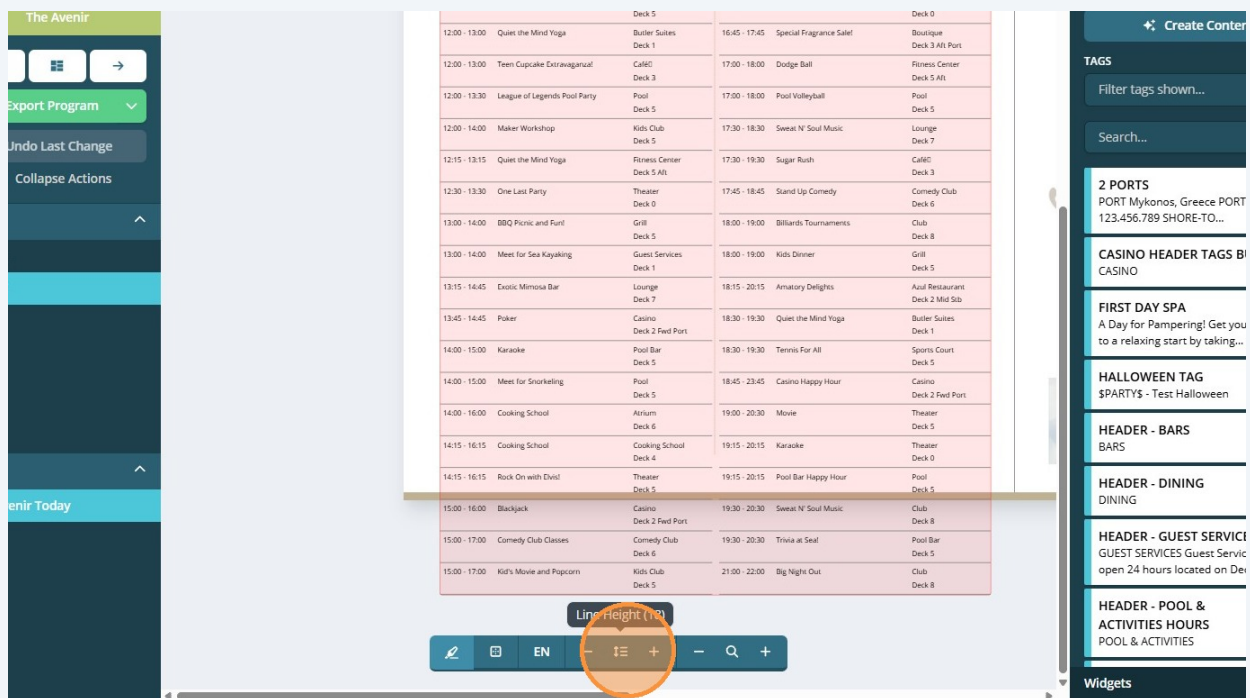 The Avenir
Export Program
Undo Last Change
Collapse Actions
enir Today
Deck 5
12:00 - 13:00 Quiet the Mind Yoga Butler Suites
Deck 1
12:00 - 13:00 Teen Cupcake Extravaganza! Café
Deck 3
12:00 - 13:30 League of Legends Pool Party Pool
Deck 5
12:00 - 14:00 Maker Workshop Kids Club
Deck 5
12:15 - 13:15 Quiet the Mind Yoga Fitness Center
Deck 5 Aft
12:30 - 13:30 One Last Party Theater
Deck 0
13:00 - 14:00 BBQ Picnic and Fun! Grill
Deck 5
13:00 - 14:00 Meet for Sea Kayaking Guest Services
Deck 1
13:15 - 14:45 Exotic Mimosa Bar Lounge
Deck 7
13:45 - 14:45 Poker Casino
Deck 2 Fwd Port
14:00 - 15:00 Karaoke Pool Bar
Deck 5
14:00 - 15:00 Meet for Snorkeling Pool
Deck 5
14:00 - 16:00 Cooking School Atrium
Deck 6
14:15 - 16:15 Cooking School Cooking School
Deck 4
14:15 - 16:15 Rock On with Elvis! Theater
Deck 5
15:00 - 16:00 Blackjack Casino
Deck 2 Fwd Port
15:00 - 17:00 Comedy Club Classes Comedy Club
Deck 6
15:00 - 17:00 Kid's Movie and Popcorn Kids Club
Deck 5
Deck 0
16:45 - 17:45 Special Fragrance Sale! Boutique
Deck 3 Aft Port
17:00 - 18:00 Dodge Ball Fitness Center
Deck 5 Aft
17:00 - 18:00 Pool Volleyball Pool
Deck 5
17:30 - 18:30 Sweat N' Soul Music Lounge
Deck 7
17:30 - 19:30 Sugar Rush Café
Deck 3
17:45 - 18:45 Stand Up Comedy Comedy Club
Deck 6
18:00 - 19:00 Billiards Tournaments Club
Deck 8
18:00 - 19:00 Kids Dinner Grill
Deck 5
18:15 - 20:15 Amatory Delights Azul Restaurant
Deck 2 Mid Stb
18:30 - 19:30 Quiet the Mind Yoga Butler Suites
Deck 1
18:30 - 19:30 Tennis For All Sports Court
Deck 5
18:45 - 23:45 Casino Happy Hour Casino
Deck 2 Fwd Port
19:00 - 20:30 Movie Theater
Deck 5
19:15 - 20:15 Karaoke Theater
Deck 0
19:15 - 20:15 Pool Bar Happy Hour Pool
Deck 5
19:30 - 20:30 Sweat N' Soul Music Club
Deck 8
19:30 - 20:30 Trivia at Sea! Pool Bar
Deck 5
21:00 - 22:00 Big Night Out Club
Deck 8
Line Height
EN
Create Conter
TAGS
Filter tags shown...
Search...
2 PORTS
PORT Mykonos, Greece PORT
123.456.789 SHORE-TO...
CASINO HEADER TAGS B
CASINO
FIRST DAY SPA
A Day for Pampering! Get you
to a relaxing start by taking...
HALLOWEEN TAG
$PARTY$ - Test Halloween
HEADER - BARS
BARS
HEADER - DINING
DINING
HEADER - GUEST SERVICE
GUEST SERVICES Guest Servic
open 24 hours located on De
HEADER - POOL &
ACTIVITIES HOURS
POOL & ACTIVITIES
Widgets